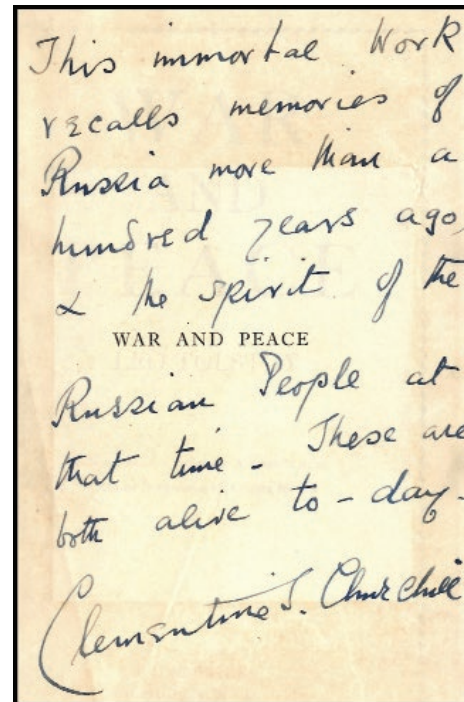 This immortal Work
recalls memories of
Russia more than a
hundred years ago,
& the spirit of the
WAR AND PEACE
Russian People at
that time - These are
both alive to-day-
Clementine S. Churchill